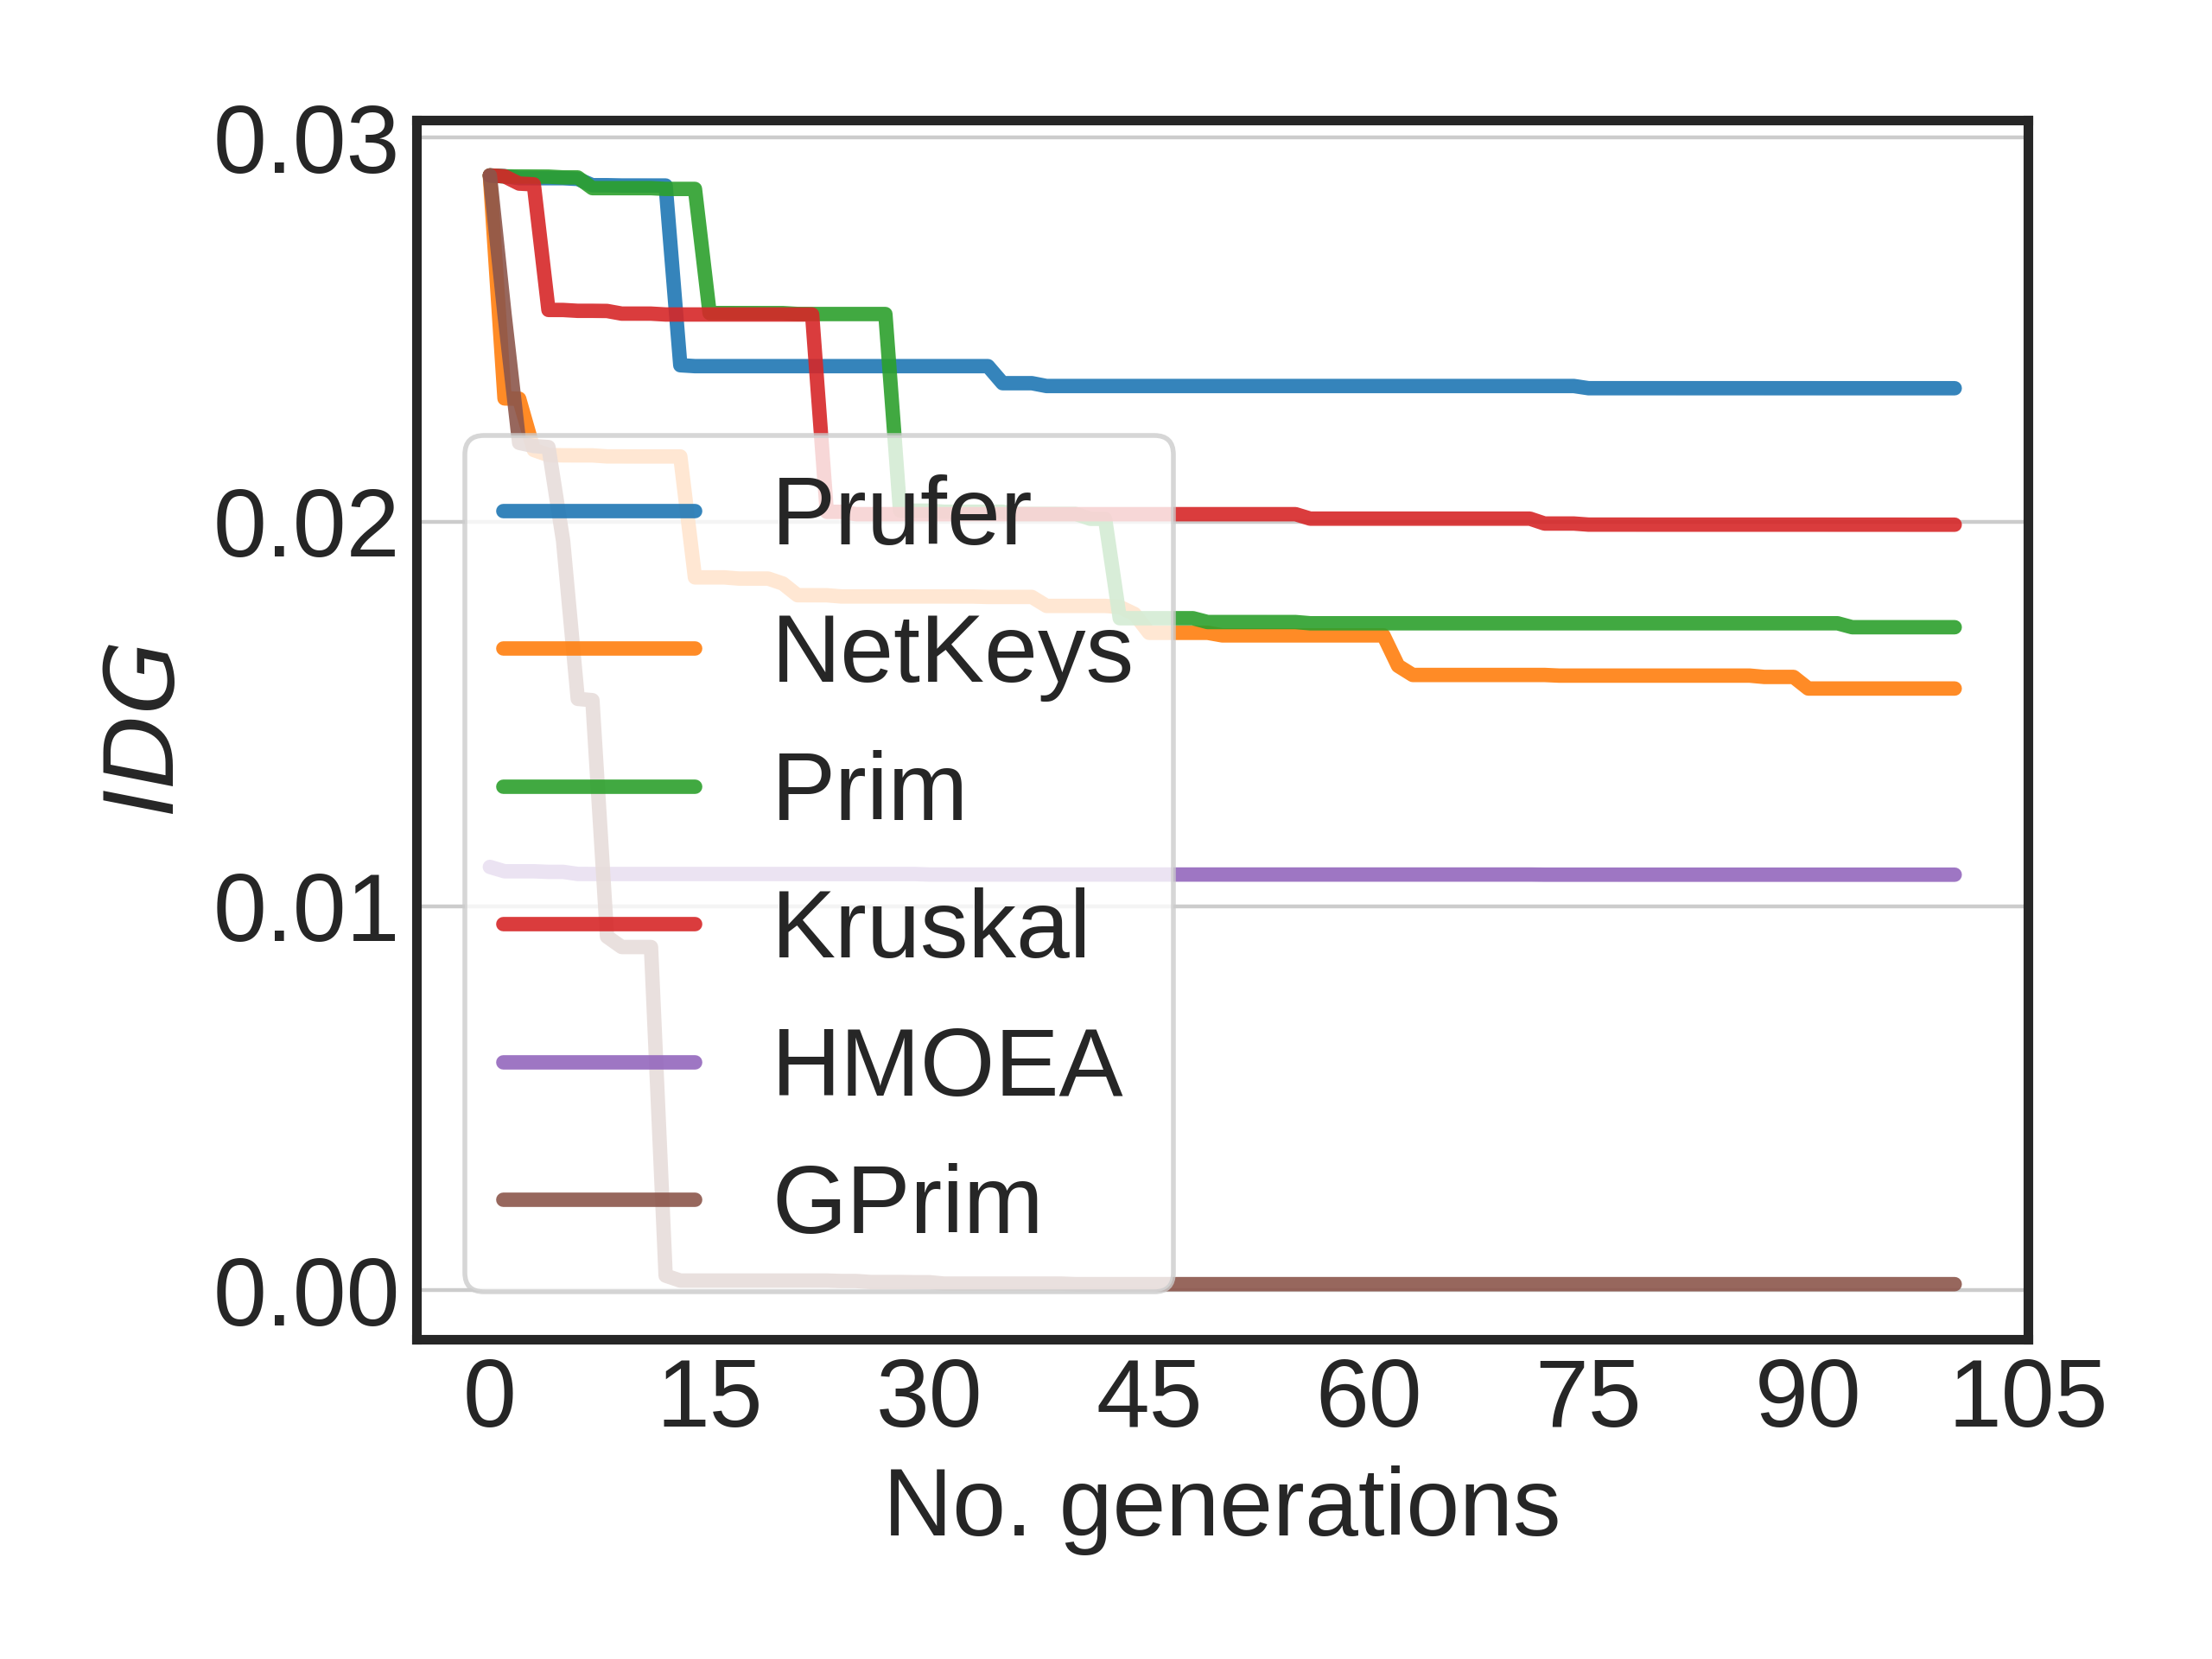 0.03
0.02
0.01
0.00
IDG
Prufer
NetKeys
Prim
Kruskal
HMOEA
GPrim
0 15 30 45 60 75 90 105
No. generations